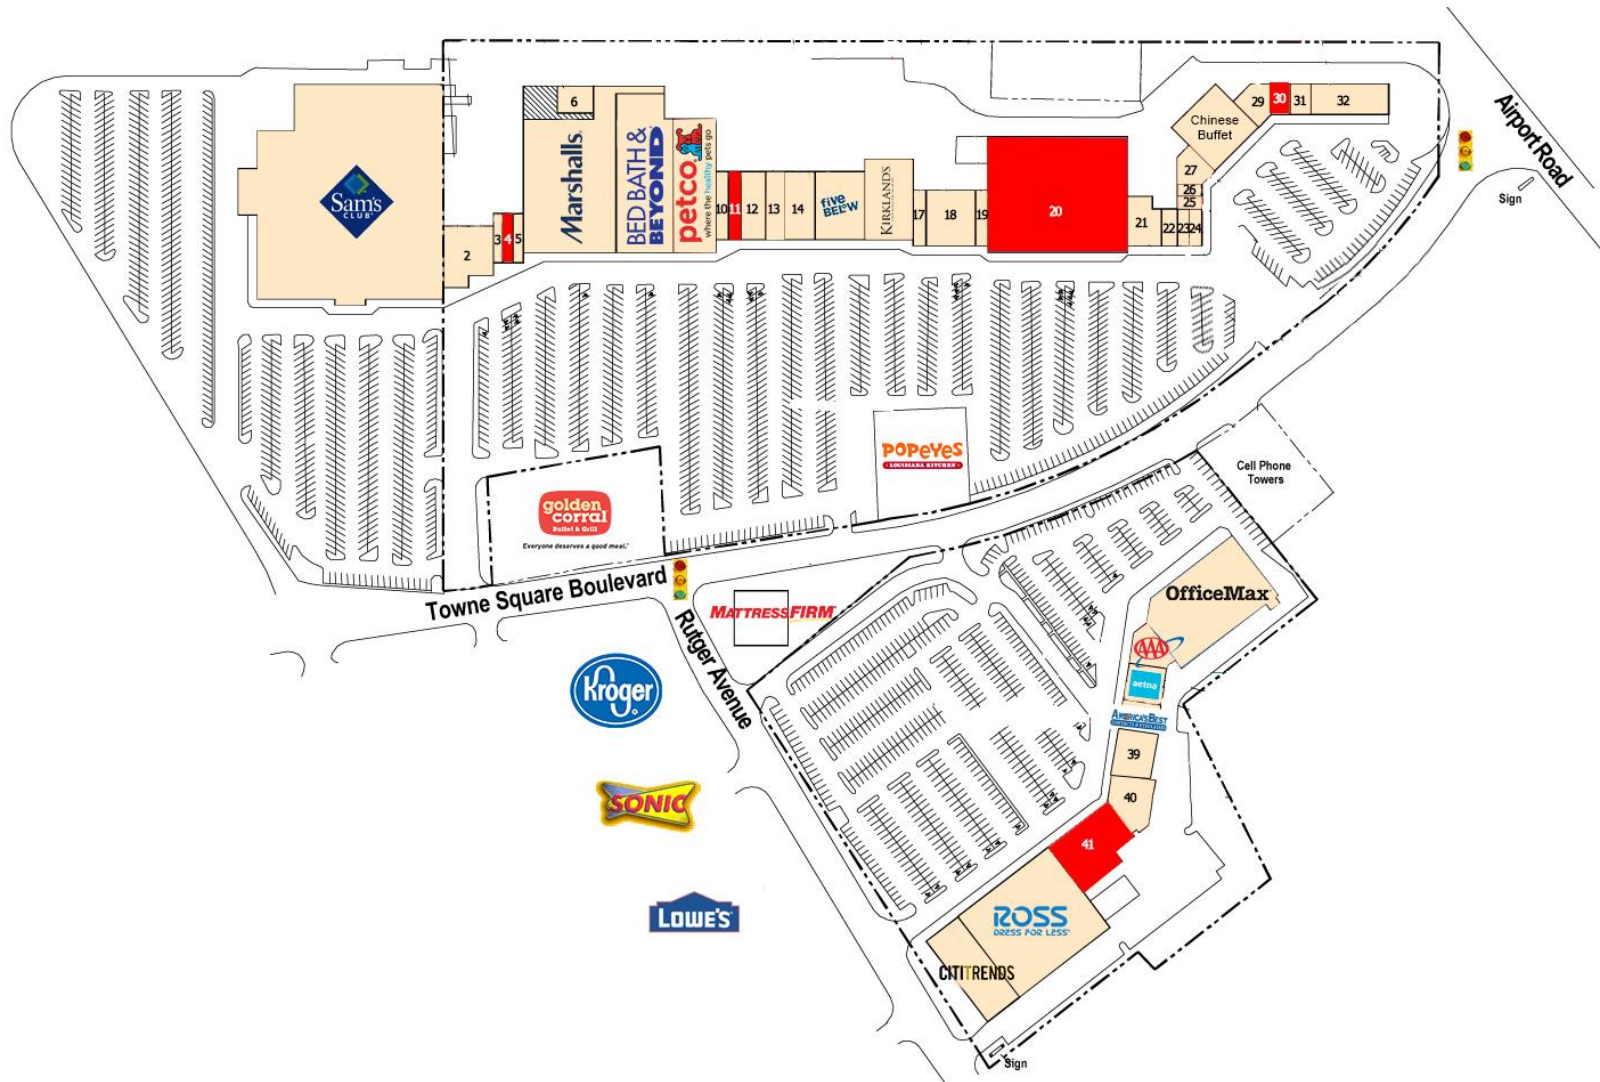 Sam's
CLUB
2
3
4
5
6
Marshalls
BED BATH &
BEYOND
petco
where the healthy pets go
10
11
12
13
14
five
BEL°W
KIRKLANDS
17
18
19
20
21
22
23
24
25
26
27
Chinese
Buffet
29
30
31
32
Airport Road
Sign
POPEYES
LOUISIANA KITCHEN
golden
corral
Buffet & Grill
Everyone deserves a good meal.
Cell Phone
Towers
Towne Square Boulevard
Rutger Avenue
MATTRESSFIRM
OfficeMax
AAA
aetna
AMERICA'S BEST
39
40
41
Kroger
SONIC
LOWE'S
ROSS
DRESS FOR LESS
CITITRENDS
Sign